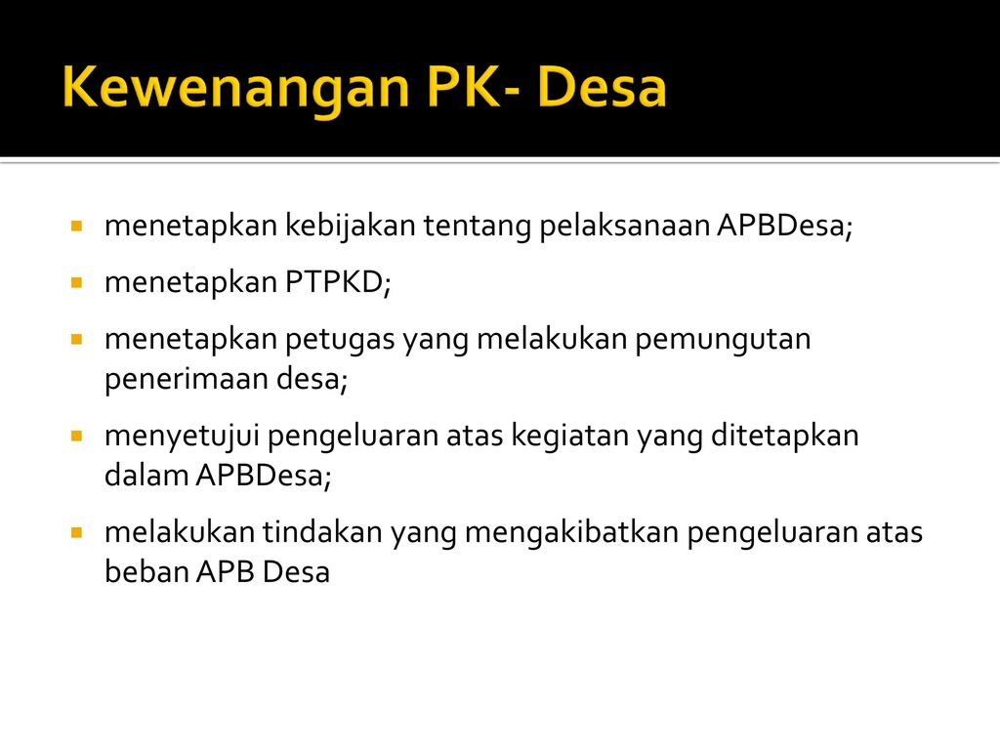 Kewenangan PK- Desa
menetapkan kebijakan tentang pelaksanaan APBDesa;
menetapkan PTPKD;
menetapkan petugas yang melakukan pemungutan
penerimaan desa;
menyetujui pengeluaran atas kegiatan yang ditetapkan
dalam APBDesa;
melakukan tindakan yang mengakibatkan pengeluaran atas
beban APB Desa